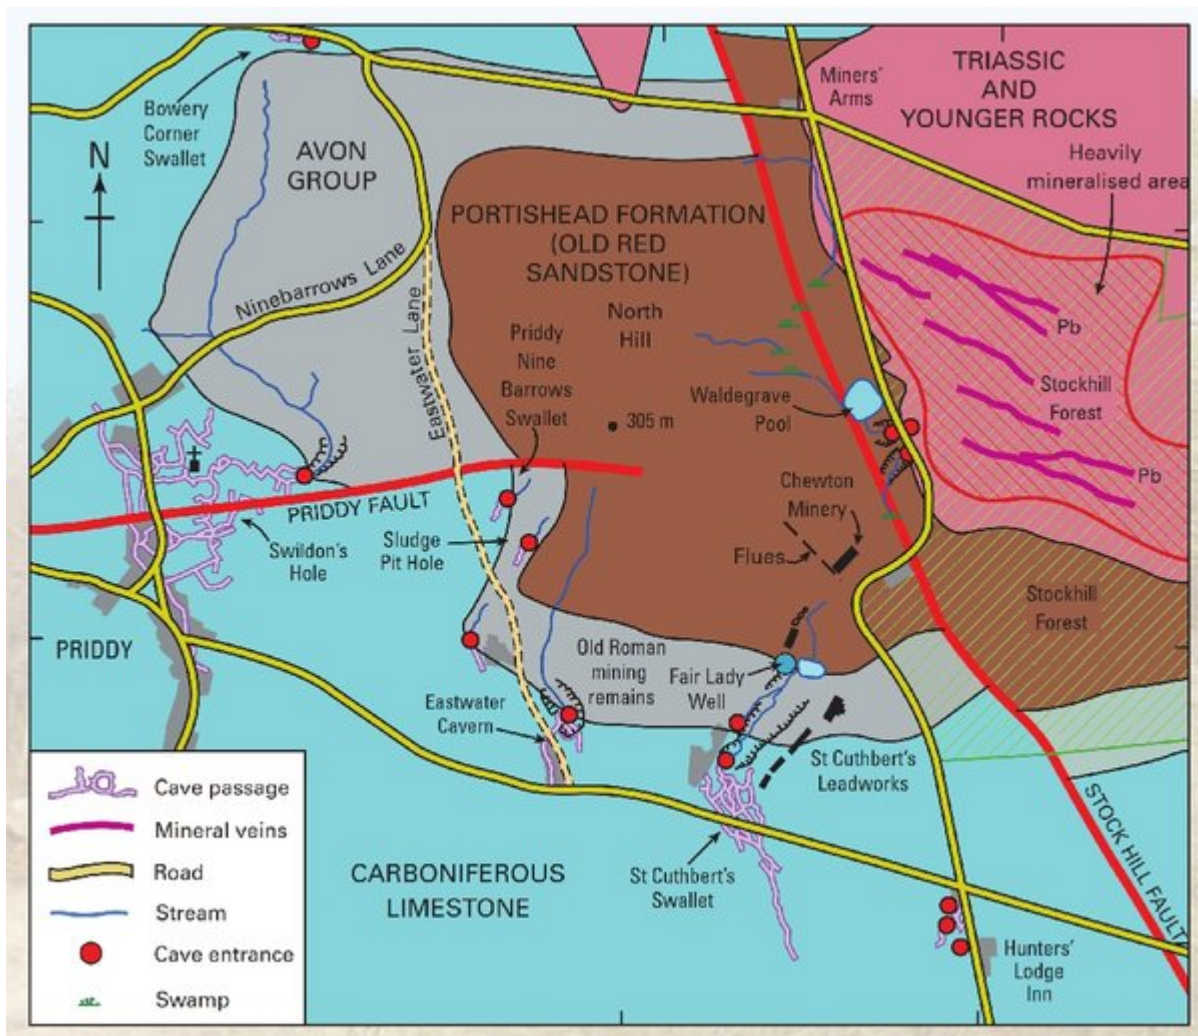 Bowery
Corner
Swallet
N
AVON
GROUP
Miners'
Arms
TRIASSIC
AND
YOUNGER ROCKS
Heavily
mineralised area
PORTISHEAD FORMATION
(OLD RED
SANDSTONE)
North
Hill
Ninebarrows Lane
Eastwater Lane
Priddy
Nine
Barrows
Swallet
305 m
Waldegrave
Pool
Pb
Stockhill
Forest
Pb
PRIDDY FAULT
Swildon's
Hole
Sludge
Pit Hole
Chewton
Minery
Flues
Stockhill
Forest
PRIDDY
Old Roman
mining
remains
Fair Lady
Well
Eastwater
Cavern
St Cuthbert's
Leadworks
STOCK HILL FAULT
CARBONIFEROUS
LIMESTONE
St Cuthbert's
Swallet
Hunters'
Lodge
Inn
Cave passage
Mineral veins
Road
Stream
Cave entrance
Swamp